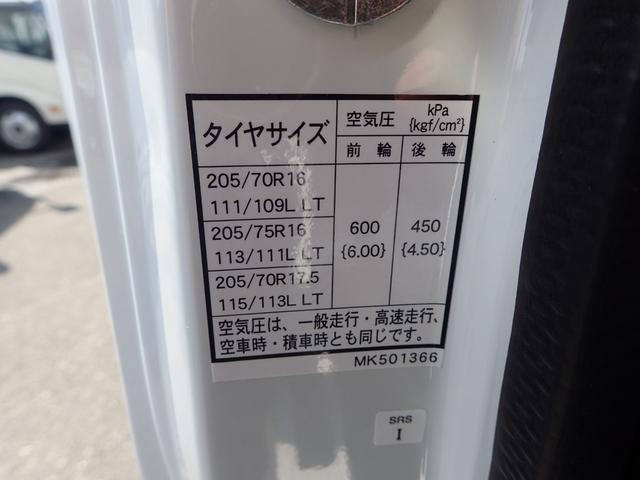 タイヤサイズ
空気圧 kPa
{kgf/cm²}
前輪 後輪
205/70R16
111/109L LT
205/75R16
113/111L LT
205/70R17.5
115/113L LT
600 450
{6.00} {4.50}
空気圧は、一般走行・高速走行、
空車時・積車時とも同じです。
MK501366
SRS
I